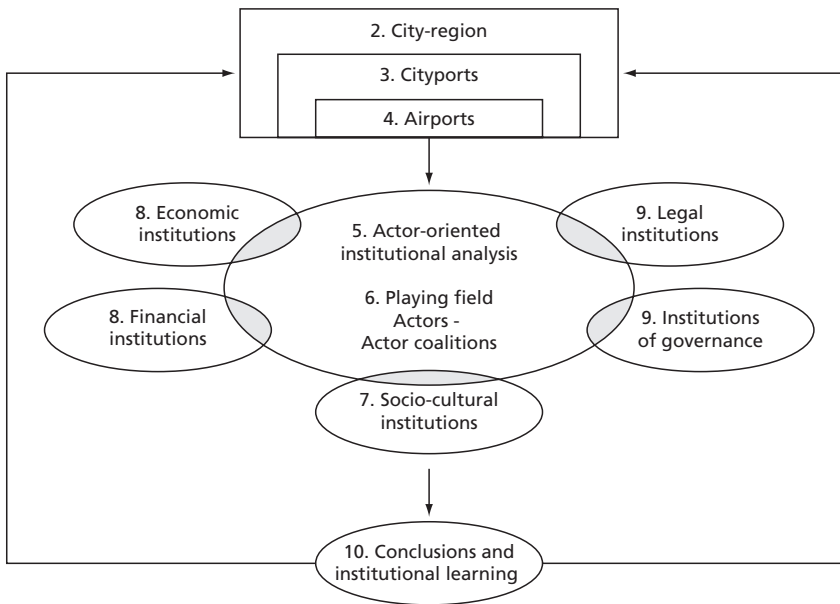 2. City-region
3. Cityports
4. Airports
8. Economic
institutions
9. Legal
institutions
5. Actor-oriented
institutional analysis
8. Financial
institutions
6. Playing field
Actors -
Actor coalitions
9. Institutions
of governance
7. Socio-cultural
institutions
10. Conclusions and
institutional learning